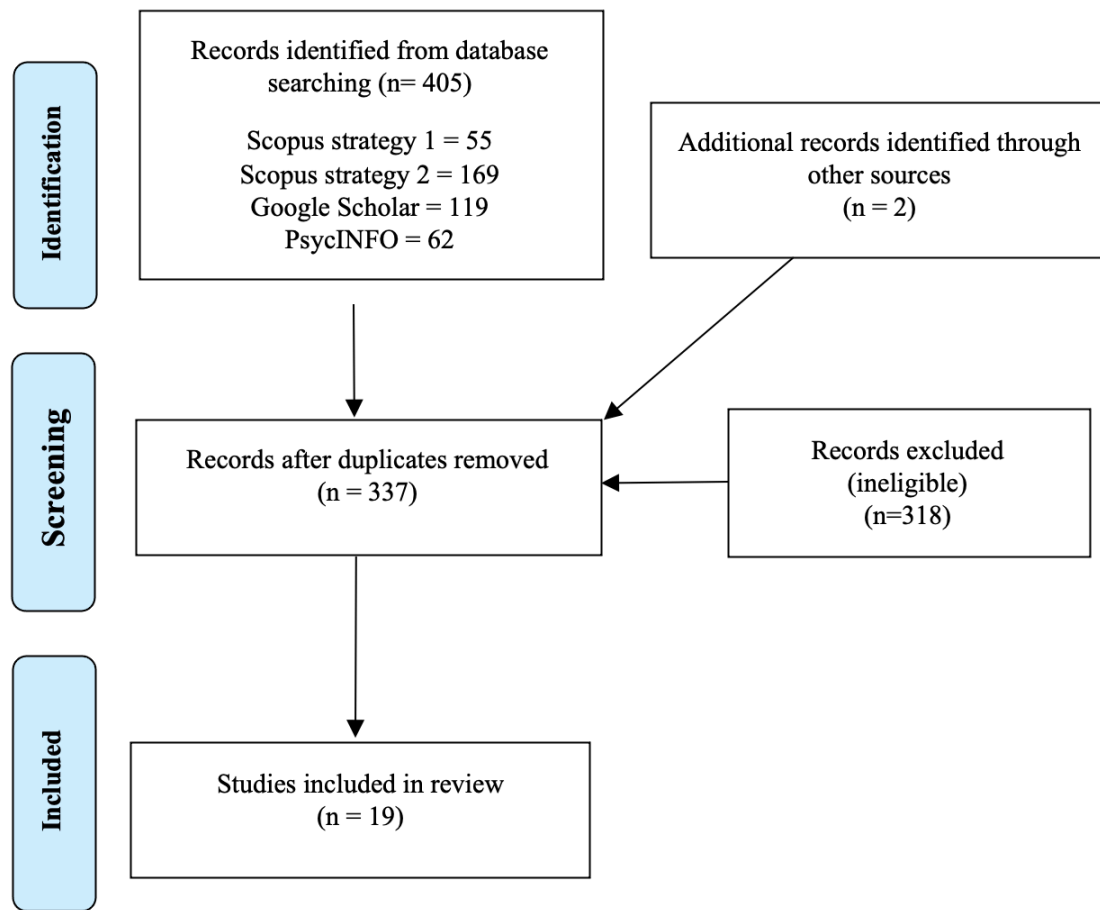 Identification
Records identified from database
searching (n= 405)
Scopus strategy 1 = 55
Scopus strategy 2 = 169
Google Scholar = 119
PsycINFO = 62
Additional records identified through
other sources
(n = 2)
Screening
Records after duplicates removed
(n = 337)
Records excluded
(ineligible)
(n=318)
Included
Studies included in review
(n = 19)